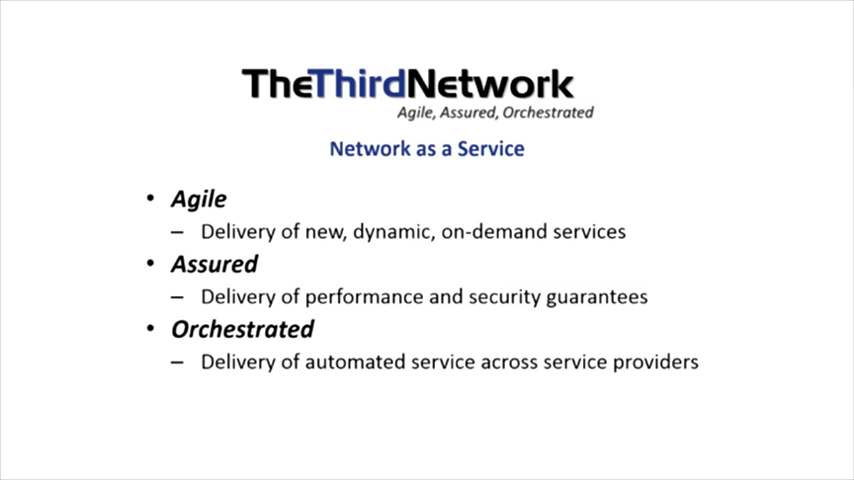 TheThirdNetwork
Agile, Assured, Orchestrated
Network as a Service
• Agile
– Delivery of new, dynamic, on-demand services
• Assured
– Delivery of performance and security guarantees
• Orchestrated
– Delivery of automated service across service providers